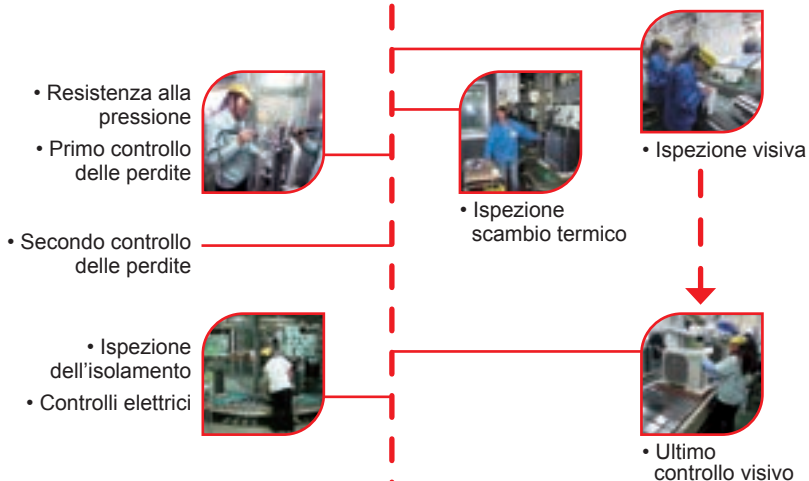 • Resistenza alla
pressione
• Primo controllo
delle perdite
• Ispezione visiva
• Ispezione
scambio termico
• Secondo controllo
delle perdite
• Ispezione
dell'isolamento
• Controlli elettrici
• Ultimo
controllo visivo